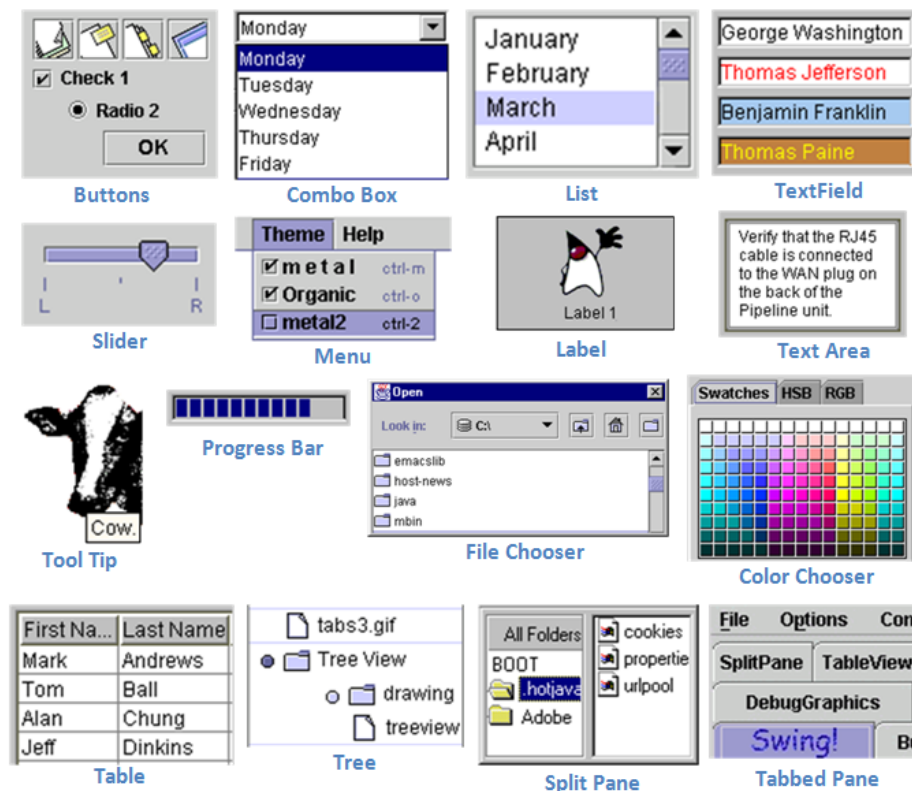 Check 1
Radio 2
OK
Buttons
Monday
Monday
Tuesday
Wednesday
Thursday
Friday
Combo Box
January
February
March
April
List
George Washington
Thomas Jefferson
Benjamin Franklin
Thomas Paine
TextField
L R
Slider
Theme Help
metal ctrl-m
Organic ctrl-o
metal2 ctrl-2
Menu
Label 1
Label
Verify that the RJ45
cable is connected
to the WAN plug on
the back of the
Pipeline unit.
Text Area
Cow.
Tool Tip
Progress Bar
Open
Look in: C:\
emacslib
host-news
java
mbin
File Chooser
Swatches HSB RGB
Color Chooser
First Na... Last Name
Mark Andrews
Tom Ball
Alan Chung
Jeff Dinkins
Table
tabs3.gif
Tree View
drawing
treeview
Tree
All Folders
BOOT
.hotjava
Adobe
cookies
propertie
urlpool
Split Pane
File Options Con
SplitPane TableView
DebugGraphics
Swing! Bu
Tabbed Pane